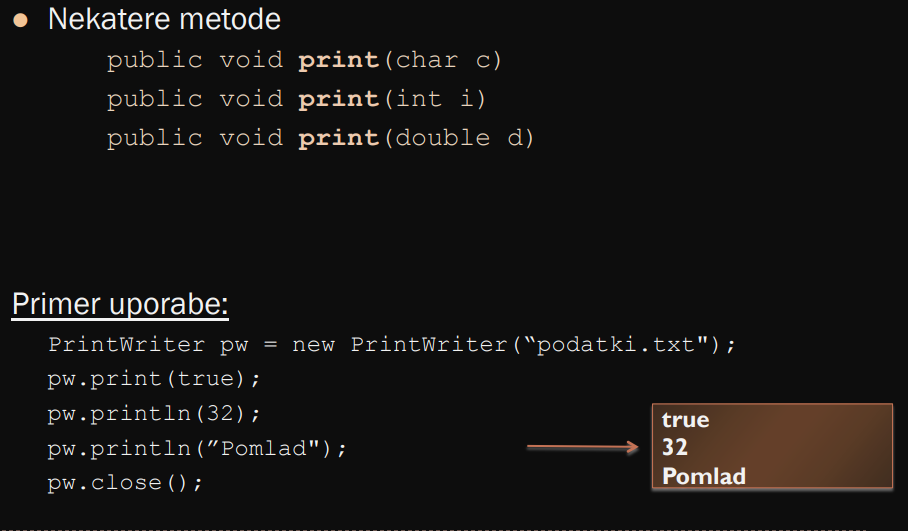 Nekatere metode
public void print(char c)
public void print(int i)
public void print(double d)
Primer uporabe:
PrintWriter pw = new PrintWriter(“podatki.txt");
pw.print(true);
pw.println(32);
pw.println(”Pomlad");
pw.close();
true
32
Pomlad